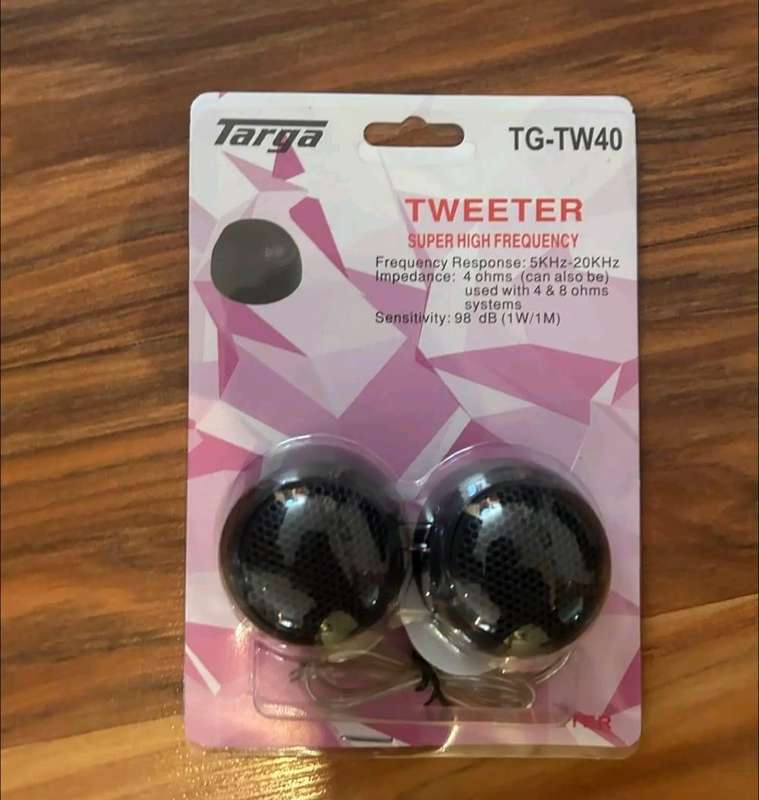 Targa
TG-TW40
TWEETER
SUPER HIGH FREQUENCY
Frequency Response: 5KHz-20KHz
Impedance: 4 ohms (can also be)
used with 4 & 8 ohms
systems
Sensitivity: 98 dB (1W/1M)